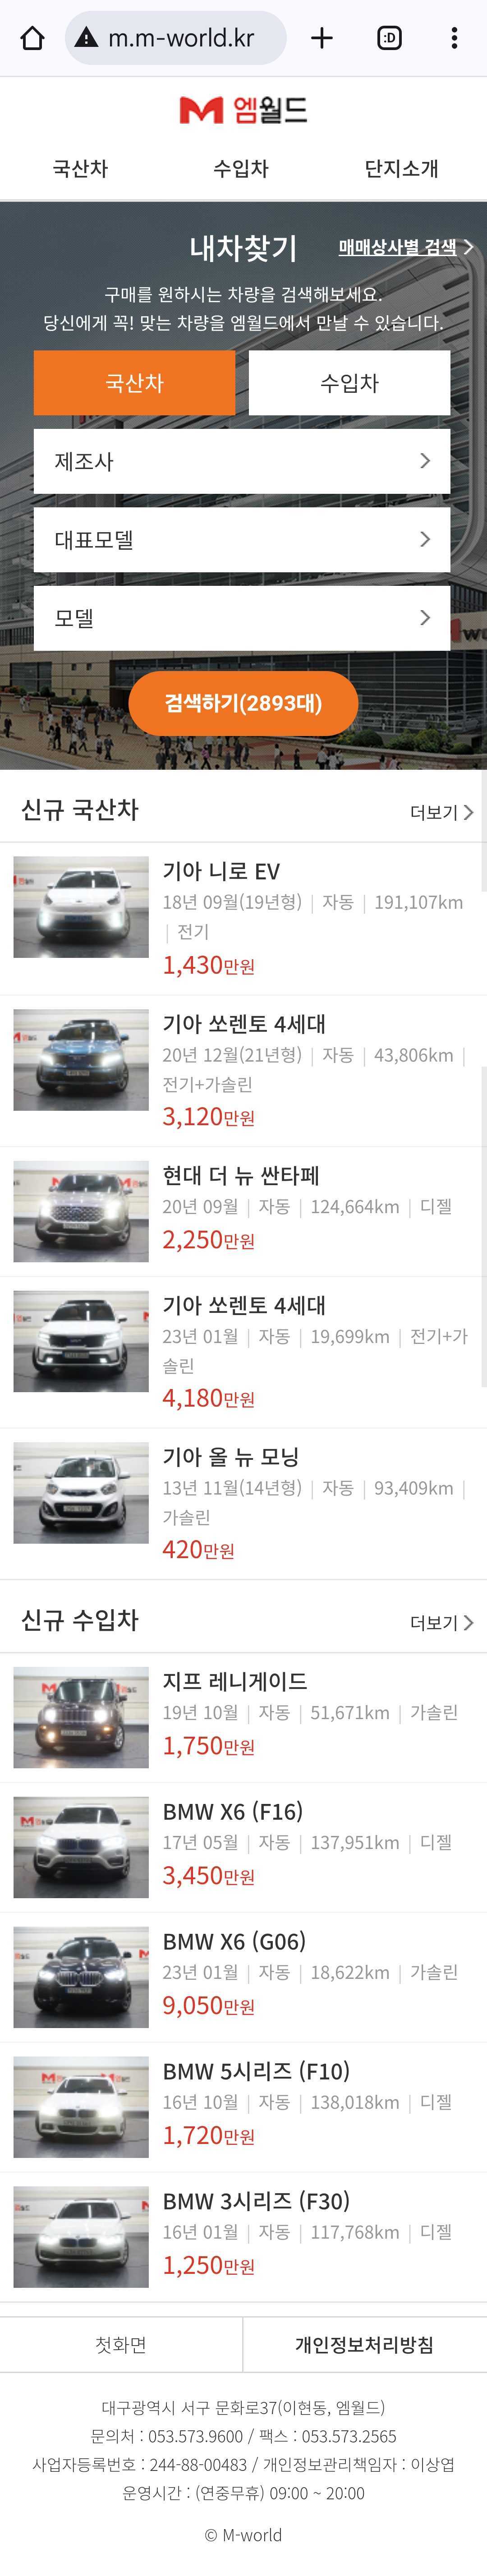 m.m-world.kr
:D
엠월드
국산차 수입차 단지소개
내차찾기 매매상사별 검색
구매를 원하시는 차량을 검색해보세요.
당신에게 꼭! 맞는 차량을 엠월드에서 만날 수 있습니다.
국산차 수입차
제조사
대표모델
모델
검색하기(2893대)
신규 국산차 더보기
기아 니로 EV
18년 09월(19년형) | 자동 | 191,107km
| 전기
1,430만원
기아 쏘렌토 4세대
20년 12월(21년형) | 자동 | 43,806km |
전기+가솔린
3,120만원
현대 더 뉴 싼타페
20년 09월 | 자동 | 124,664km | 디젤
2,250만원
기아 쏘렌토 4세대
23년 01월 | 자동 | 19,699km | 전기+가
솔린
4,180만원
기아 올 뉴 모닝
13년 11월(14년형) | 자동 | 93,409km |
가솔린
420만원
신규 수입차 더보기
지프 레니게이드
19년 10월 | 자동 | 51,671km | 가솔린
1,750만원
BMW X6 (F16)
17년 05월 | 자동 | 137,951km | 디젤
3,450만원
BMW X6 (G06)
23년 01월 | 자동 | 18,622km | 가솔린
9,050만원
BMW 5시리즈 (F10)
16년 10월 | 자동 | 138,018km | 디젤
1,720만원
BMW 3시리즈 (F30)
16년 01월 | 자동 | 117,768km | 디젤
1,250만원
첫화면 개인정보처리방침
대구광역시 서구 문화로37(이현동, 엠월드)
문의처 : 053.573.9600 / 팩스 : 053.573.2565
사업자등록번호 : 244-88-00483 / 개인정보관리책임자 : 이상엽
운영시간 : (연중무휴) 09:00 ~ 20:00
© M-world